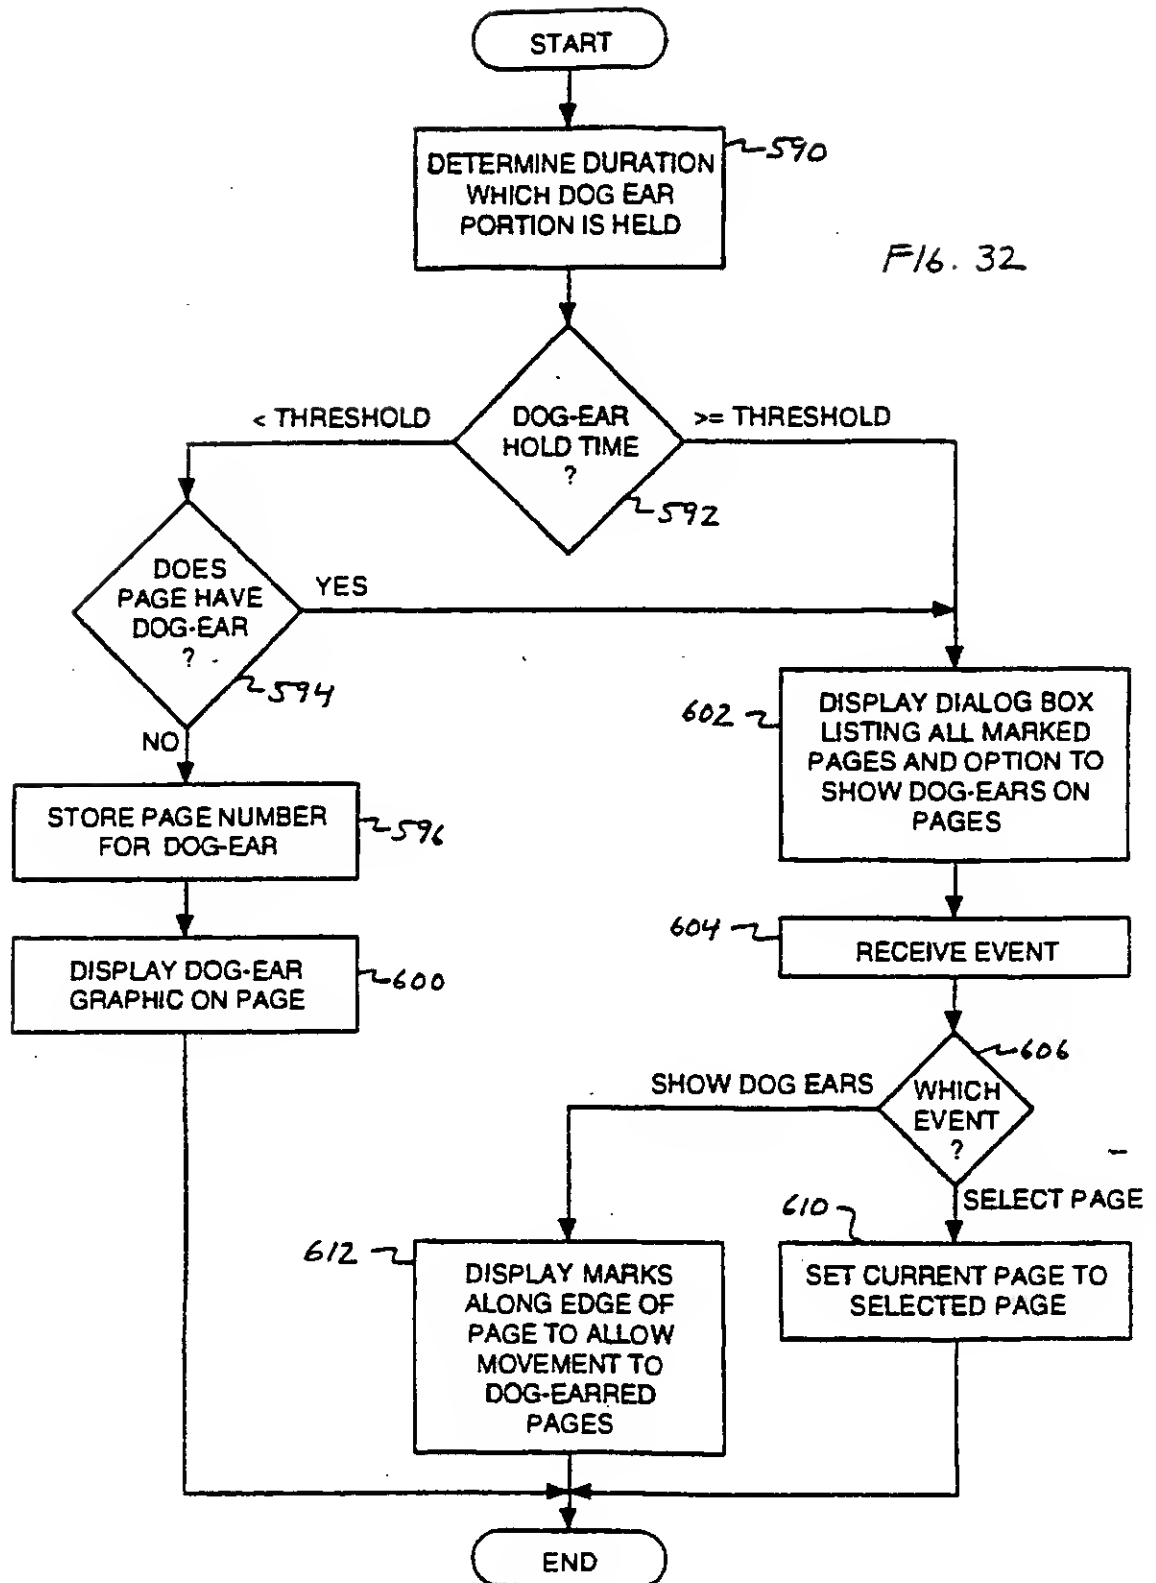 START
DETERMINE DURATION
WHICH DOG EAR
PORTION IS HELD
590
FIG. 32
< THRESHOLD
DOG-EAR
HOLD TIME
?
>= THRESHOLD
592
DOES
PAGE HAVE
DOG-EAR
?
YES
594
NO
STORE PAGE NUMBER
FOR DOG-EAR
596
DISPLAY DOG-EAR
GRAPHIC ON PAGE
600
602
DISPLAY DIALOG BOX
LISTING ALL MARKED
PAGES AND OPTION TO
SHOW DOG-EARS ON
PAGES
604
RECEIVE EVENT
606
SHOW DOG EARS
WHICH
EVENT
?
SELECT PAGE
610
SET CURRENT PAGE TO
SELECTED PAGE
612
DISPLAY MARKS
ALONG EDGE OF
PAGE TO ALLOW
MOVEMENT TO
DOG-EARRED
PAGES
END